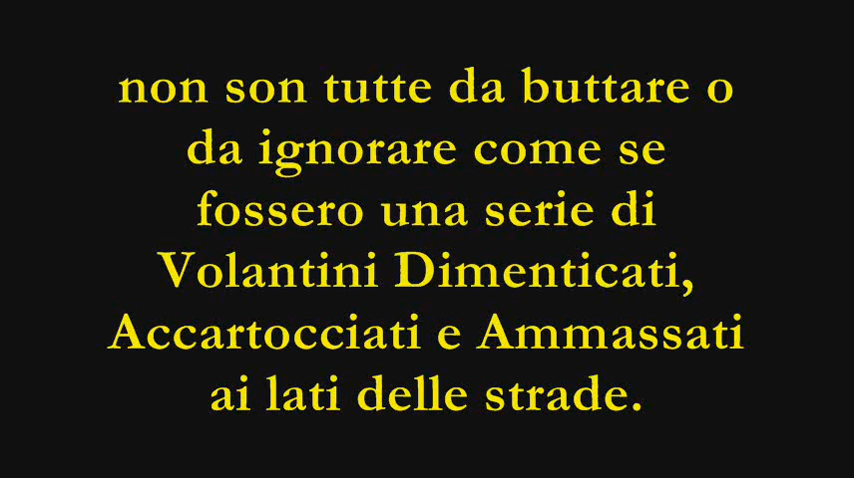 non son tutte da buttare o
da ignorare come se
fossero una serie di
Volantini Dimenticati,
Accartocciati e Ammassati
ai lati delle strade.